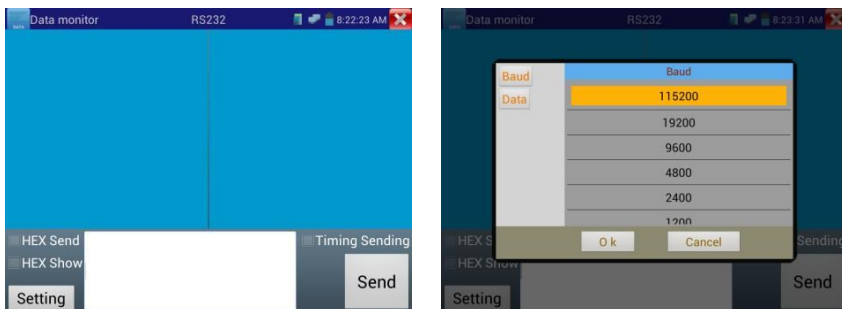 DATA
Data monitor RS232 8:22:23 AM
HEX Send
Timing Sending
HEX Show
Setting
Send
Data monitor RS232 8:23:31 AM
Baud
Data
Baud
115200
19200
9600
4800
2400
1200
Ok Cancel
HEX S
Sending
HEX Show
Setting
Send